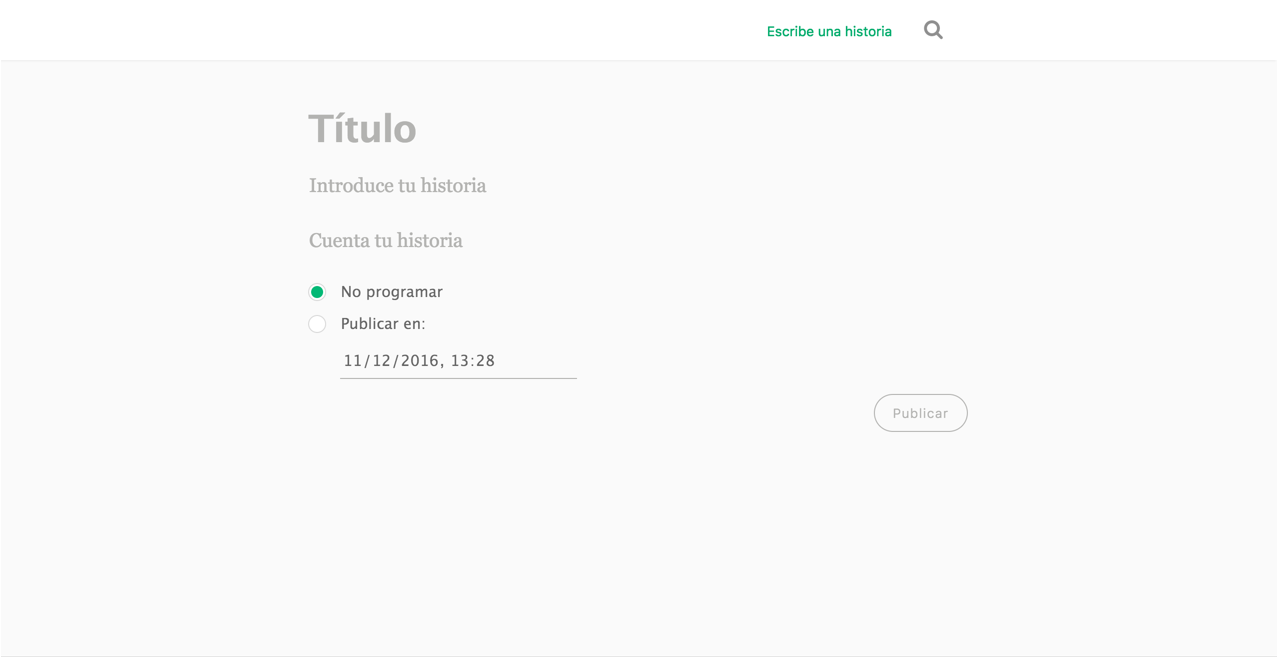 Escribe una historia
Título
Introduce tu historia
Cuenta tu historia
No programar
Publicar en:
11/12/2016, 13:28
Publicar